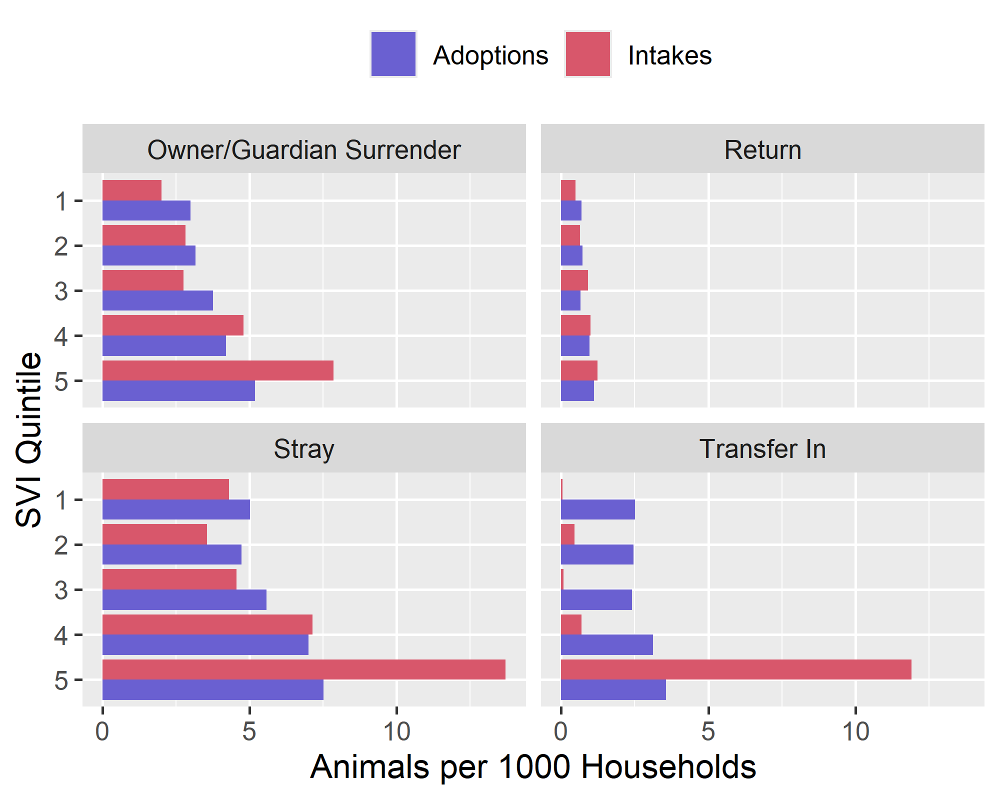 Adoptions Intakes
Owner/Guardian Surrender Return
1
2
3
4
5
Stray Transfer In
1
2
3
4
5
0 5 10 0 5 10
Animals per 1000 Households
SVI Quintile